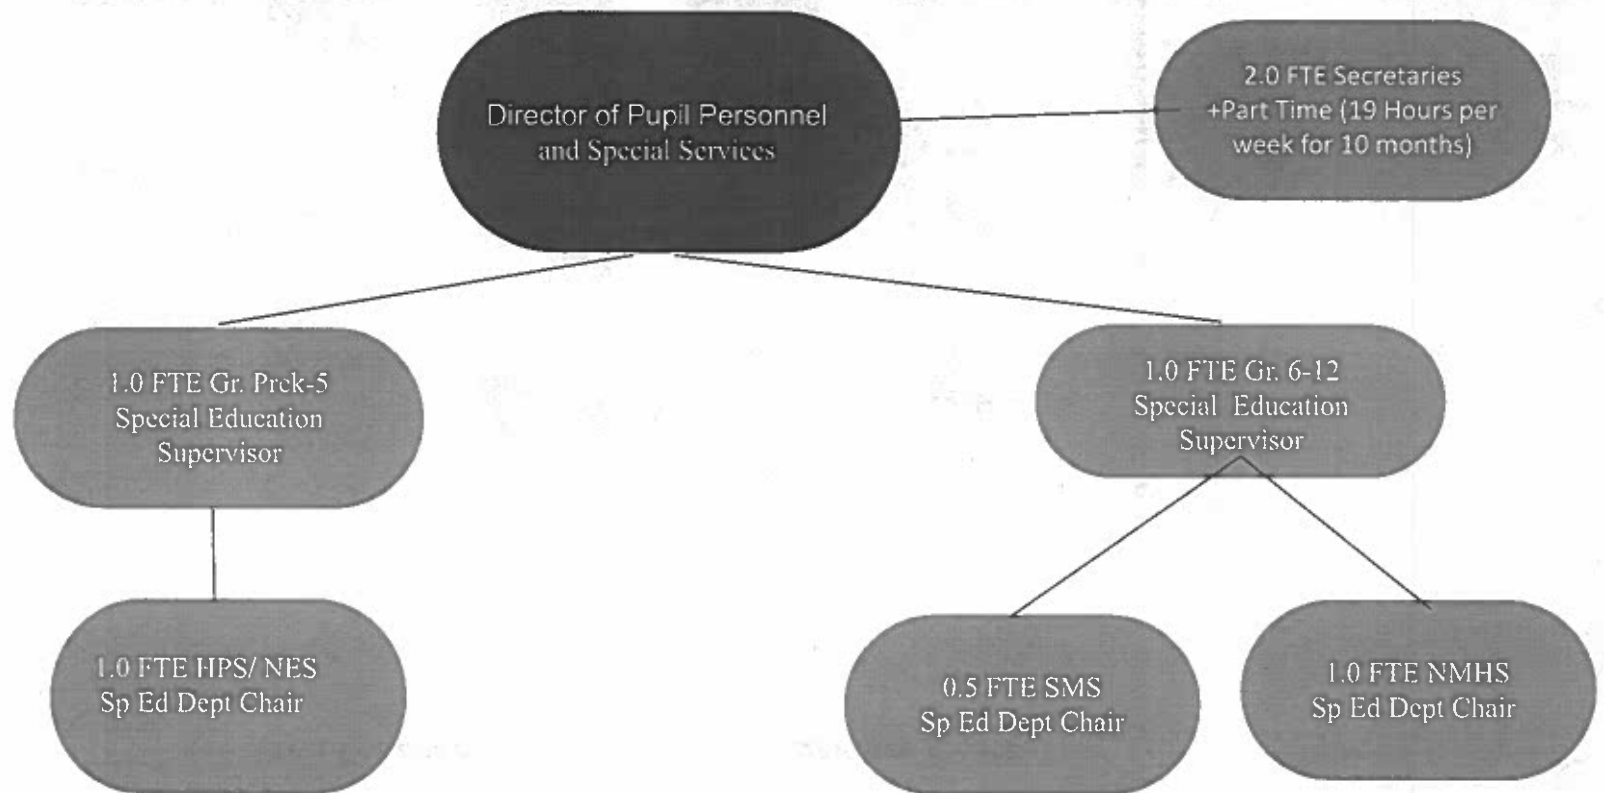 Director of Pupil Personnel
and Special Services
2.0 FTE Secretaries
+Part Time (19 Hours per
week for 10 months)
1.0 FTE Gr. Prek-5
Special Education
Supervisor
1.0 FTE Gr. 6-12
Special Education
Supervisor
1.0 FTE HPS/ NES
Sp Ed Dept Chair
0.5 FTE SMS
Sp Ed Dept Chair
1.0 FTE NMHS
Sp Ed Dept Chair